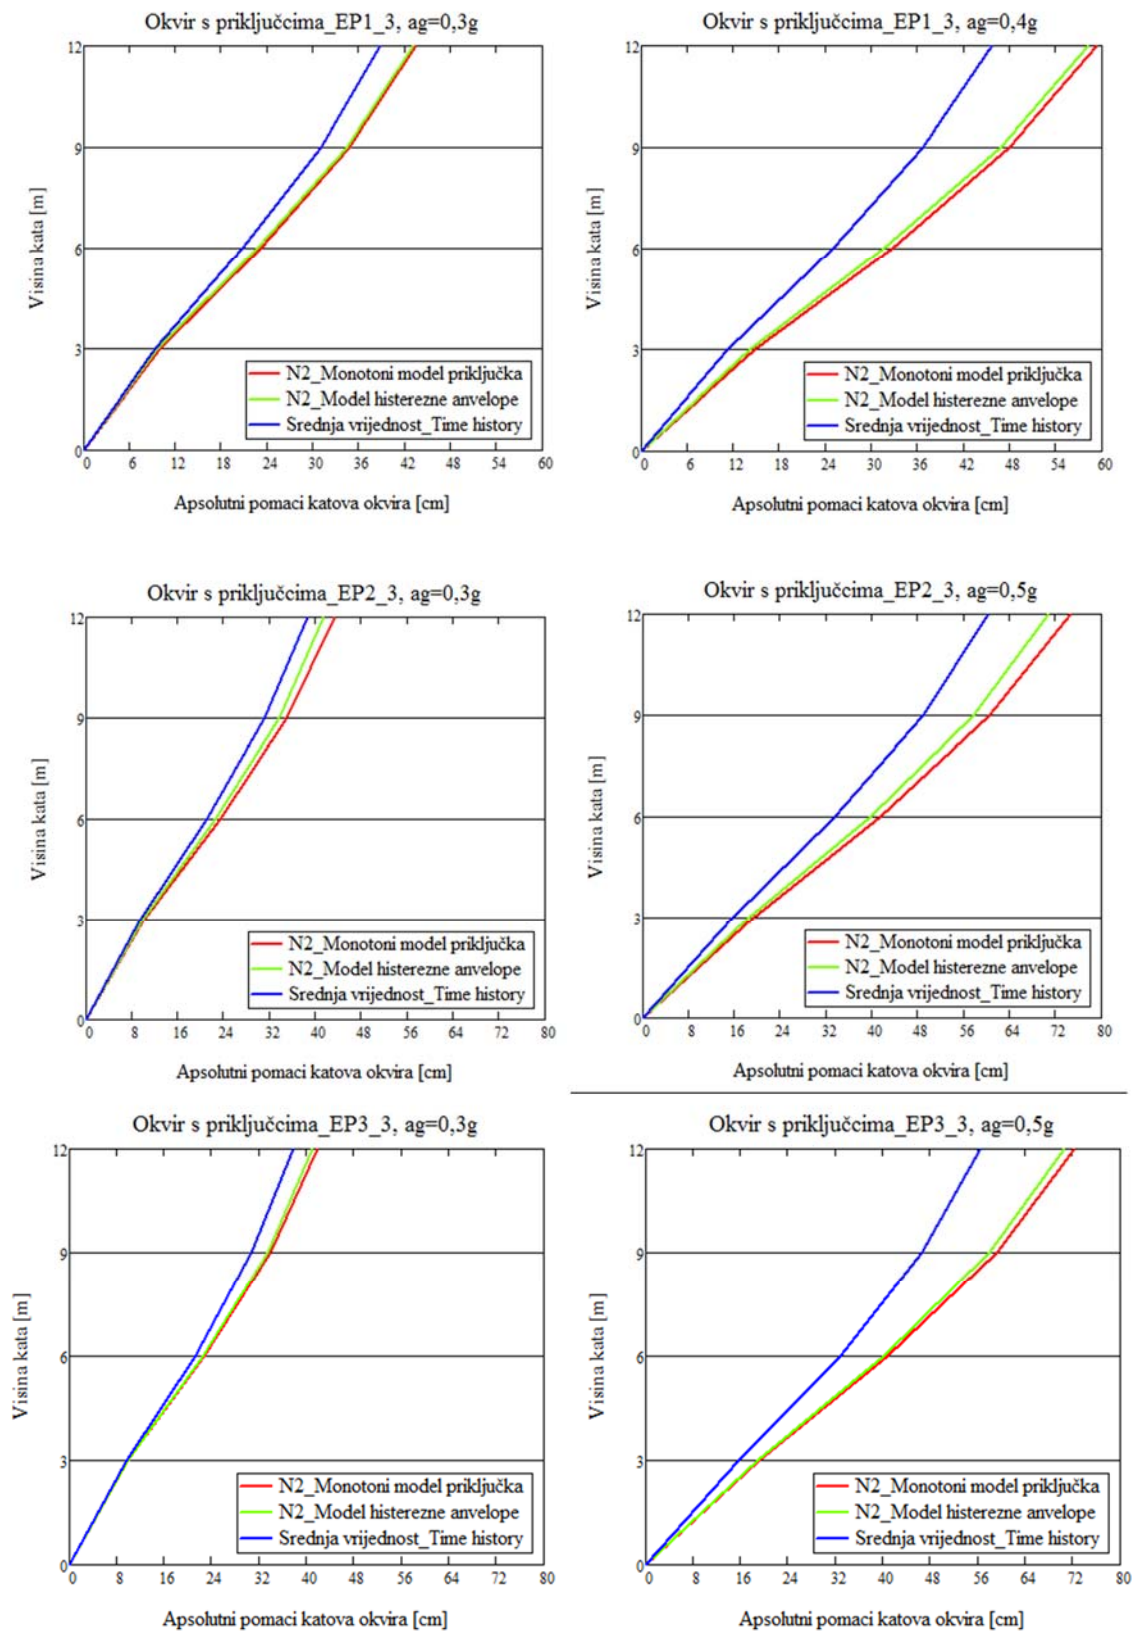 Okvir s priključcima_EP1_3, ag=0,3g
12
9
6
3
0
Visina kata [m]
N2_Monotoni model priključka
N2_Model histerezne anvelope
Srednja vrijednost_Time history
0 6 12 18 24 30 36 42 48 54 60
Apsolutni pomaci katova okvira [cm]
Okvir s priključcima_EP1_3, ag=0,4g
12
9
6
3
0
Visina kata [m]
N2_Monotoni model priključka
N2_Model histerezne anvelope
Srednja vrijednost_Time history
0 6 12 18 24 30 36 42 48 54 60
Apsolutni pomaci katova okvira [cm]
Okvir s priključcima_EP2_3, ag=0,3g
12
9
6
3
0
Visina kata [m]
N2_Monotoni model priključka
N2_Model histerezne anvelope
Srednja vrijednost_Time history
0 8 16 24 32 40 48 56 64 72 80
Apsolutni pomaci katova okvira [cm]
Okvir s priključcima_EP2_3, ag=0,5g
12
9
6
3
0
Visina kata [m]
N2_Monotoni model priključka
N2_Model histerezne anvelope
Srednja vrijednost_Time history
0 8 16 24 32 40 48 56 64 72 80
Apsolutni pomaci katova okvira [cm]
Okvir s priključcima_EP3_3, ag=0,3g
12
9
6
3
0
Visina kata [m]
N2_Monotoni model priključka
N2_Model histerezne anvelope
Srednja vrijednost_Time history
0 8 16 24 32 40 48 56 64 72 80
Apsolutni pomaci katova okvira [cm]
Okvir s priključcima_EP3_3, ag=0,5g
12
9
6
3
0
Visina kata [m]
N2_Monotoni model priključka
N2_Model histerezne anvelope
Srednja vrijednost_Time history
0 8 16 24 32 40 48 56 64 72 80
Apsolutni pomaci katova okvira [cm]